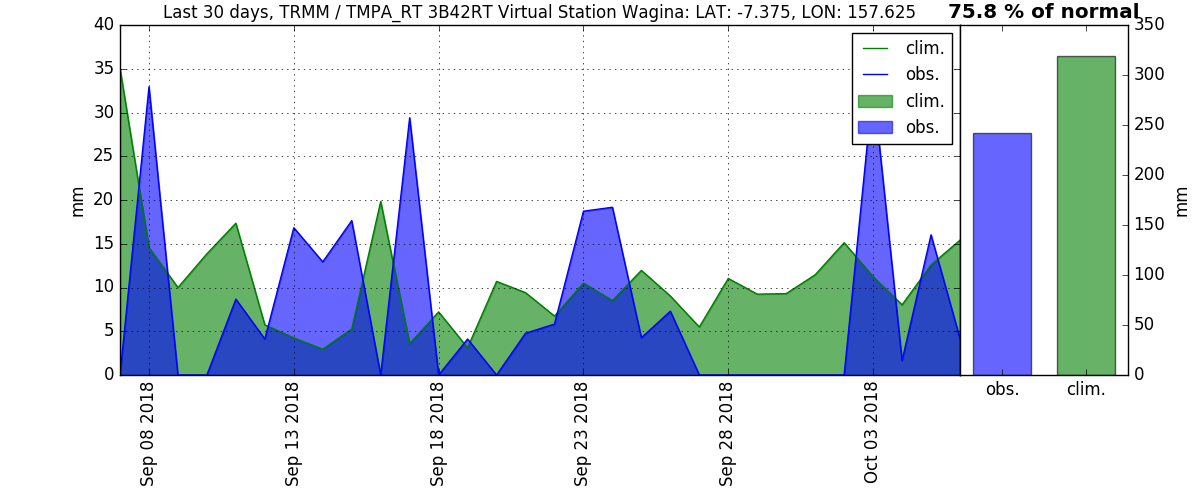 Last 30 days, TRMM / TMPA_RT 3B42RT Virtual Station Wagina: LAT: -7.375, LON: 157.625
75.8 % of normal
40
35
30
25
20
15
10
5
0
mm
clim.
obs.
clim.
obs.
350
300
250
200
150
100
50
0
mm
obs.
clim.
Sep 08 2018
Sep 13 2018
Sep 18 2018
Sep 23 2018
Sep 28 2018
Oct 03 2018